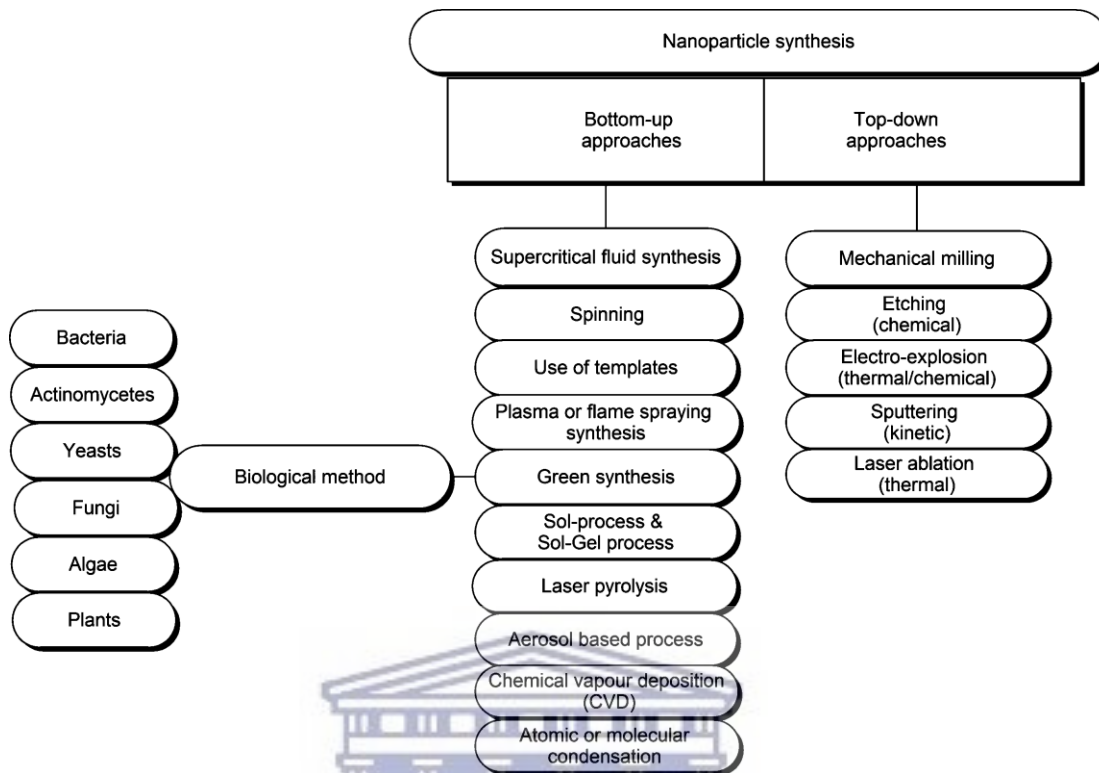 Nanoparticle synthesis
Bottom-up
approaches
Top-down
approaches
Supercritical fluid synthesis
Spinning
Use of templates
Plasma or flame spraying
synthesis
Green synthesis
Sol-process &
Sol-Gel process
Laser pyrolysis
Aerosol based process
Chemical vapour deposition
(CVD)
Atomic or molecular
condensation
Mechanical milling
Etching
(chemical)
Electro-explosion
(thermal/chemical)
Sputtering
(kinetic)
Laser ablation
(thermal)
Biological method
Bacteria
Actinomycetes
Yeasts
Fungi
Algae
Plants